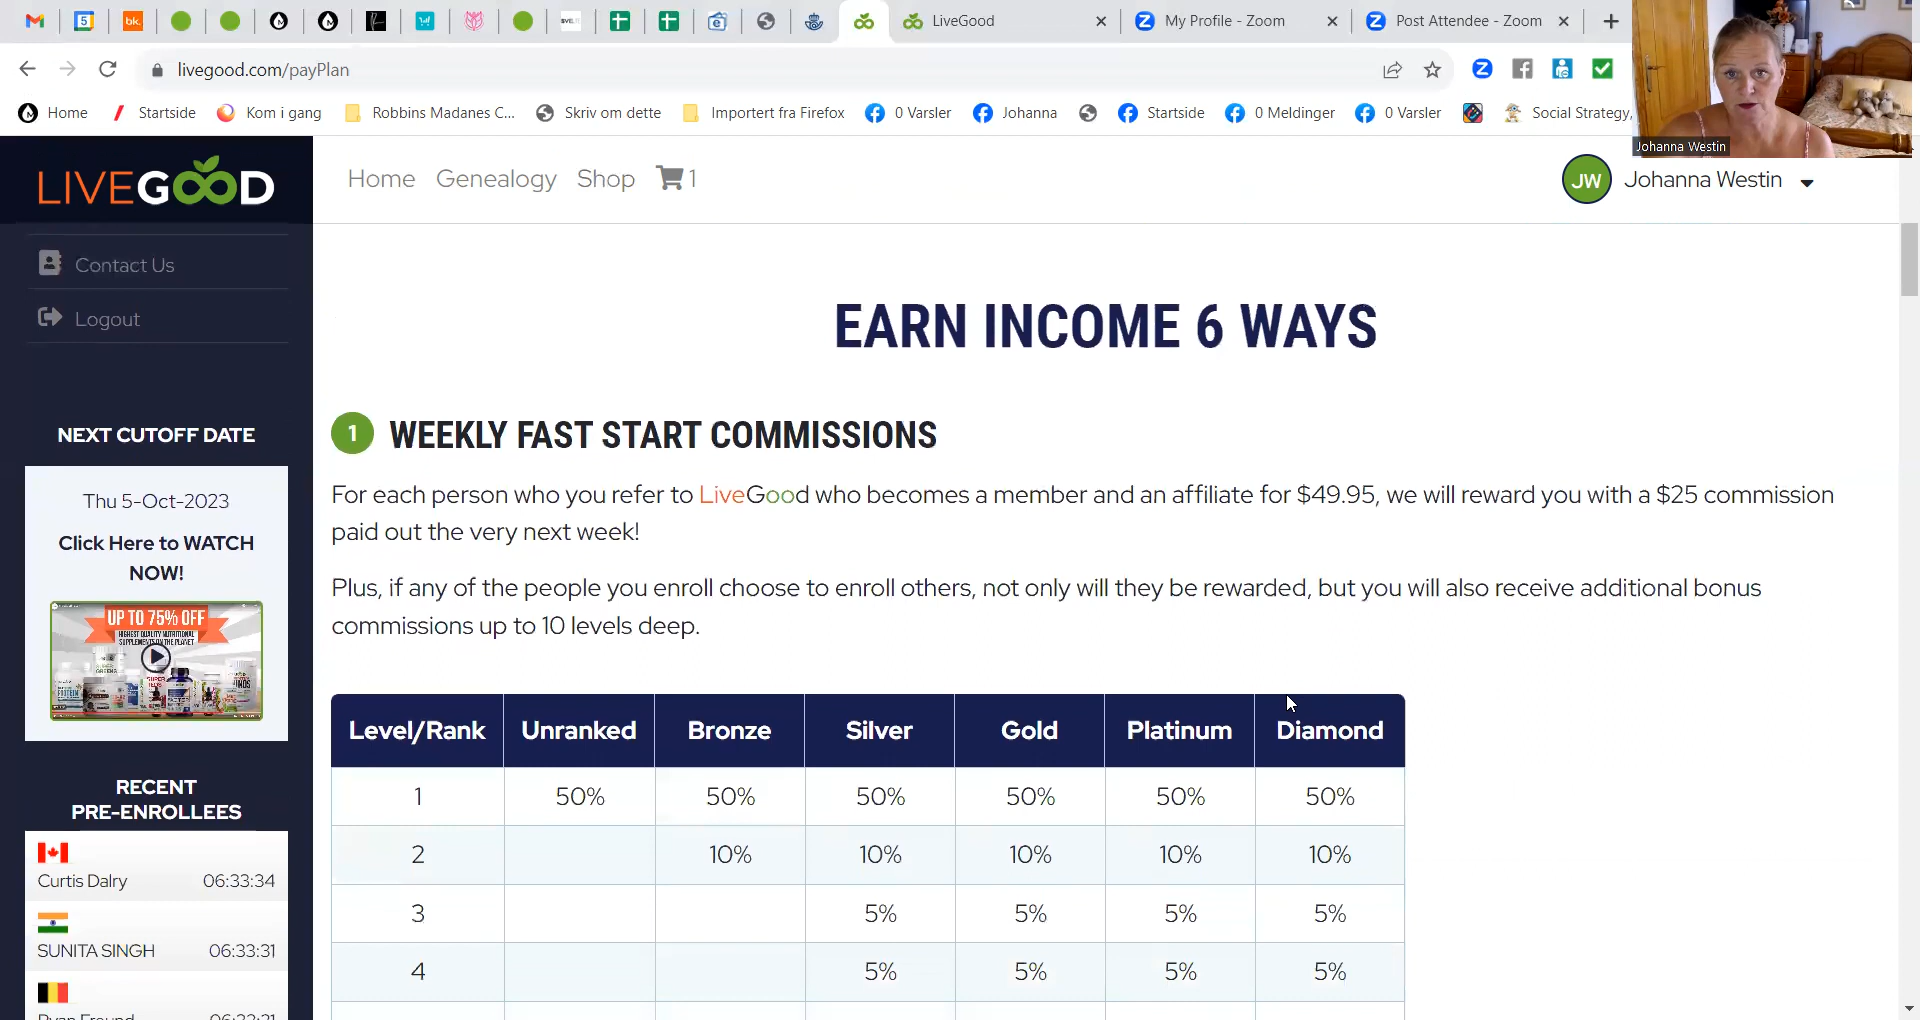 LiveGood
My Profile - Zoom
Post Attendee - Zoom
livegood.com/payPlan
Home
Startside
Kom i gang
Robbins Madanes C...
Skriv om dette
Importert fra Firefox
0 Varsler
Johanna
Startside
0 Meldinger
0 Varsler
Social Strategy,
Johanna Westin
LIVEGOOD
Home
Genealogy
Shop
1
JW
Johanna Westin
Contact Us
Logout
NEXT CUTOFF DATE
Thu 5-Oct-2023
Click Here to WATCH
NOW!
UP TO 75% OFF
HIGHEST QUALITY NUTRITIONAL
SUPPLEMENTS ON THE PLANET
RECENT
PRE-ENROLLEES
Curtis Dalry 06:33:34
SUNITA SINGH 06:33:31
EARN INCOME 6 WAYS
1 WEEKLY FAST START COMMISSIONS
For each person who you refer to LiveGood who becomes a member and an affiliate for $49.95, we will reward you with a $25 commission
paid out the very next week!
Plus, if any of the people you enroll choose to enroll others, not only will they be rewarded, but you will also receive additional bonus
commissions up to 10 levels deep.
Level/Rank Unranked Bronze Silver Gold Platinum Diamond
1 50% 50% 50% 50% 50% 50%
2 10% 10% 10% 10% 10%
3 5% 5% 5% 5%
4 5% 5% 5% 5%